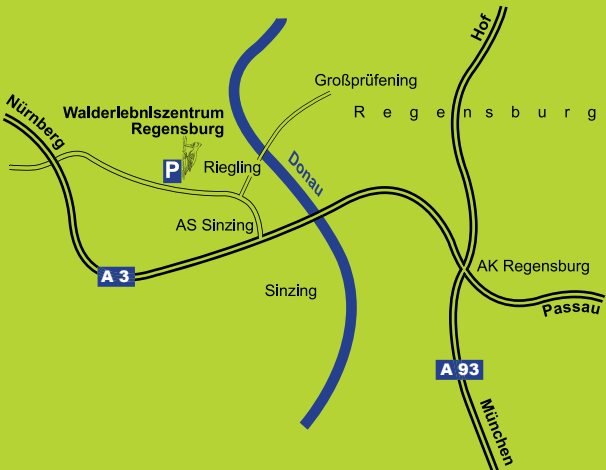 Hof
Großprüfening
Nürnberg
Walderlebniszentrum
Regensburg
Regensburg
P
Riegling
Donau
AS Sinzing
AK Regensburg
A 3
Sinzing
Passau
A 93
München